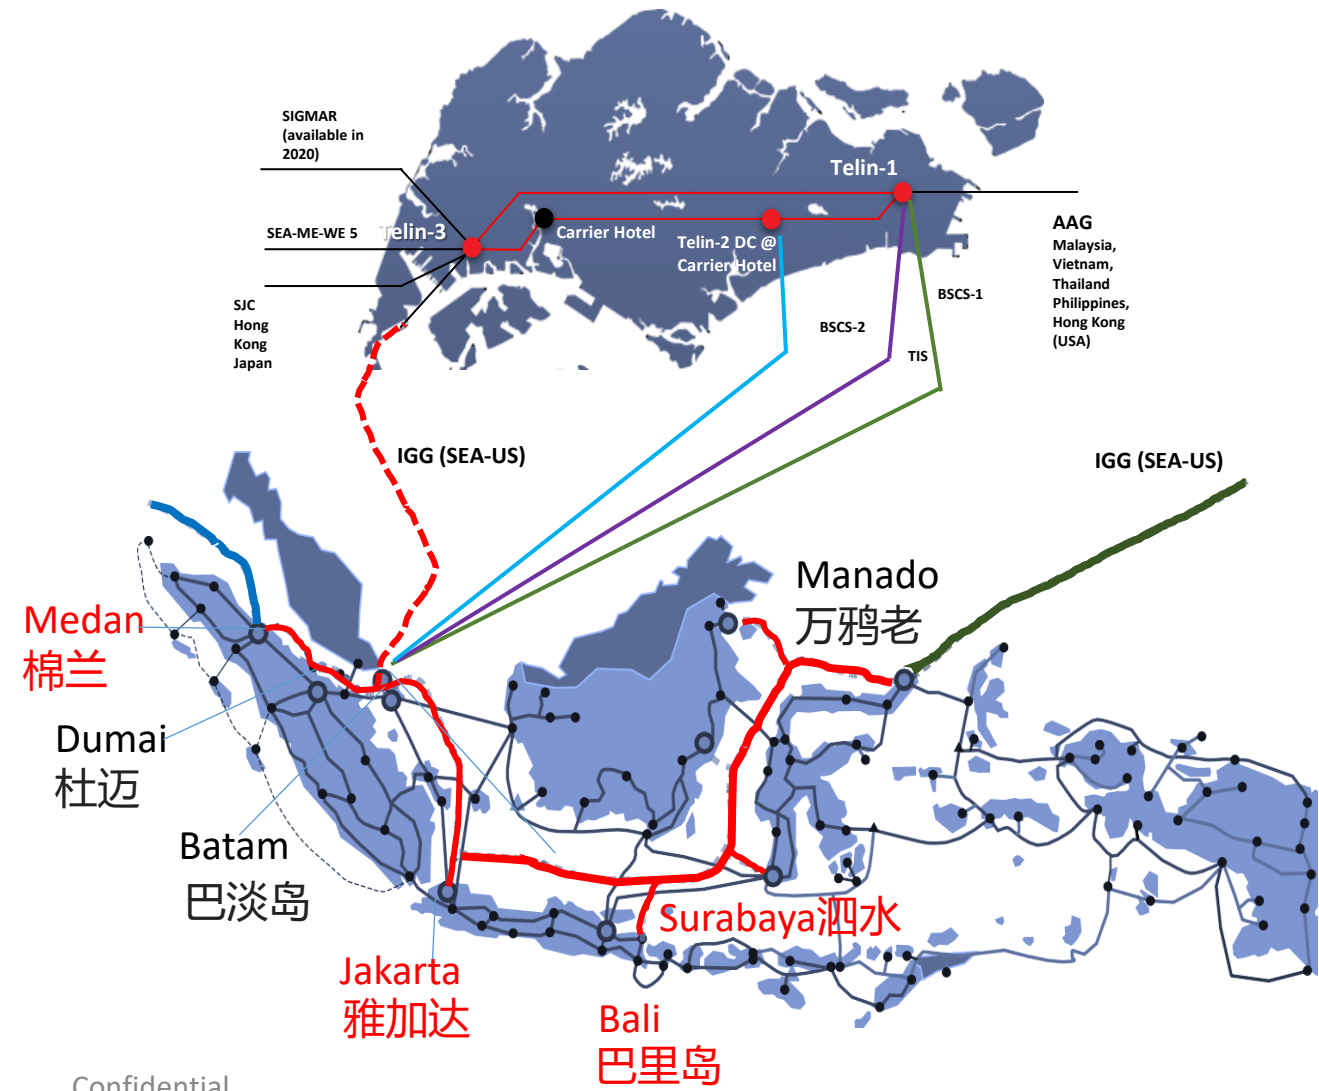 SIGMAR
(available in
2020)
Telin-1
SEA-ME-WE 5
Telin-3
Carrier Hotel
Telin-2 DC @
Carrier Hotel
AAG
Malaysia,
Vietnam,
Thailand
Philippines,
Hong Kong
(USA)
SJC
Hong
Kong
Japan
BSCS-1
BSCS-2
TIS
IGG (SEA-US)
IGG (SEA-US)
Manado
万鸦老
Medan
棉兰
Dumai
杜迈
Batam
巴淡岛
Surabaya泗水
Jakarta
雅加达
Bali
巴里岛
Confidential